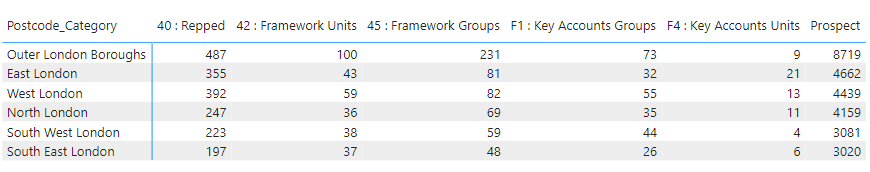 Postcode_Category 40 : Repped 42 : Framework Units 45 : Framework Groups F1 : Key Accounts Groups F4 : Key Accounts Units Prospect
Outer London Boroughs 487 100 231 73 9 8719
East London 355 43 81 32 21 4662
West London 392 59 82 55 13 4439
North London 247 36 69 35 11 4159
South West London 223 38 59 44 4 3081
South East London 197 37 48 26 6 3020